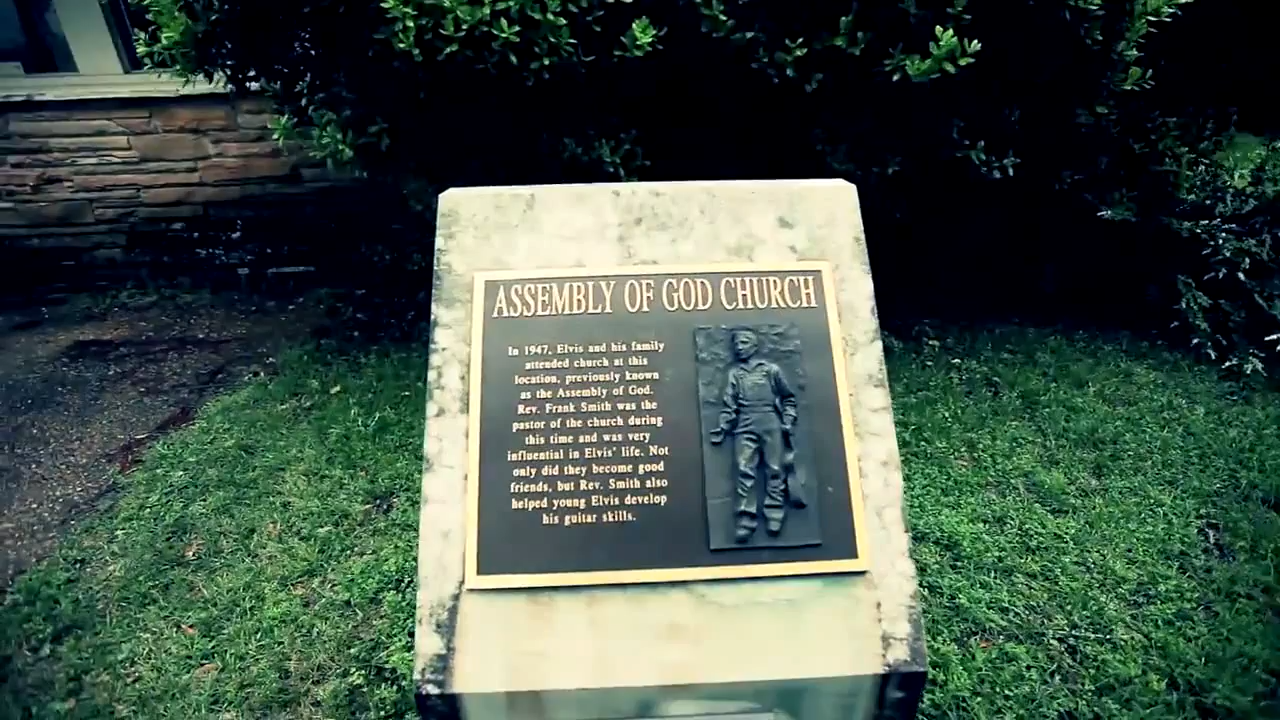 ASSEMBLY OF GOD CHURCH
In 1947, Elvis and his family
attended church at this
location, previously known
as the Assembly of God.
Rev. Frank Smith was the
pastor of the church during
this time and was very
influential in Elvis' life. Not
only did they become good
friends, but Rev. Smith also
helped young Elvis develop
his guitar skills.